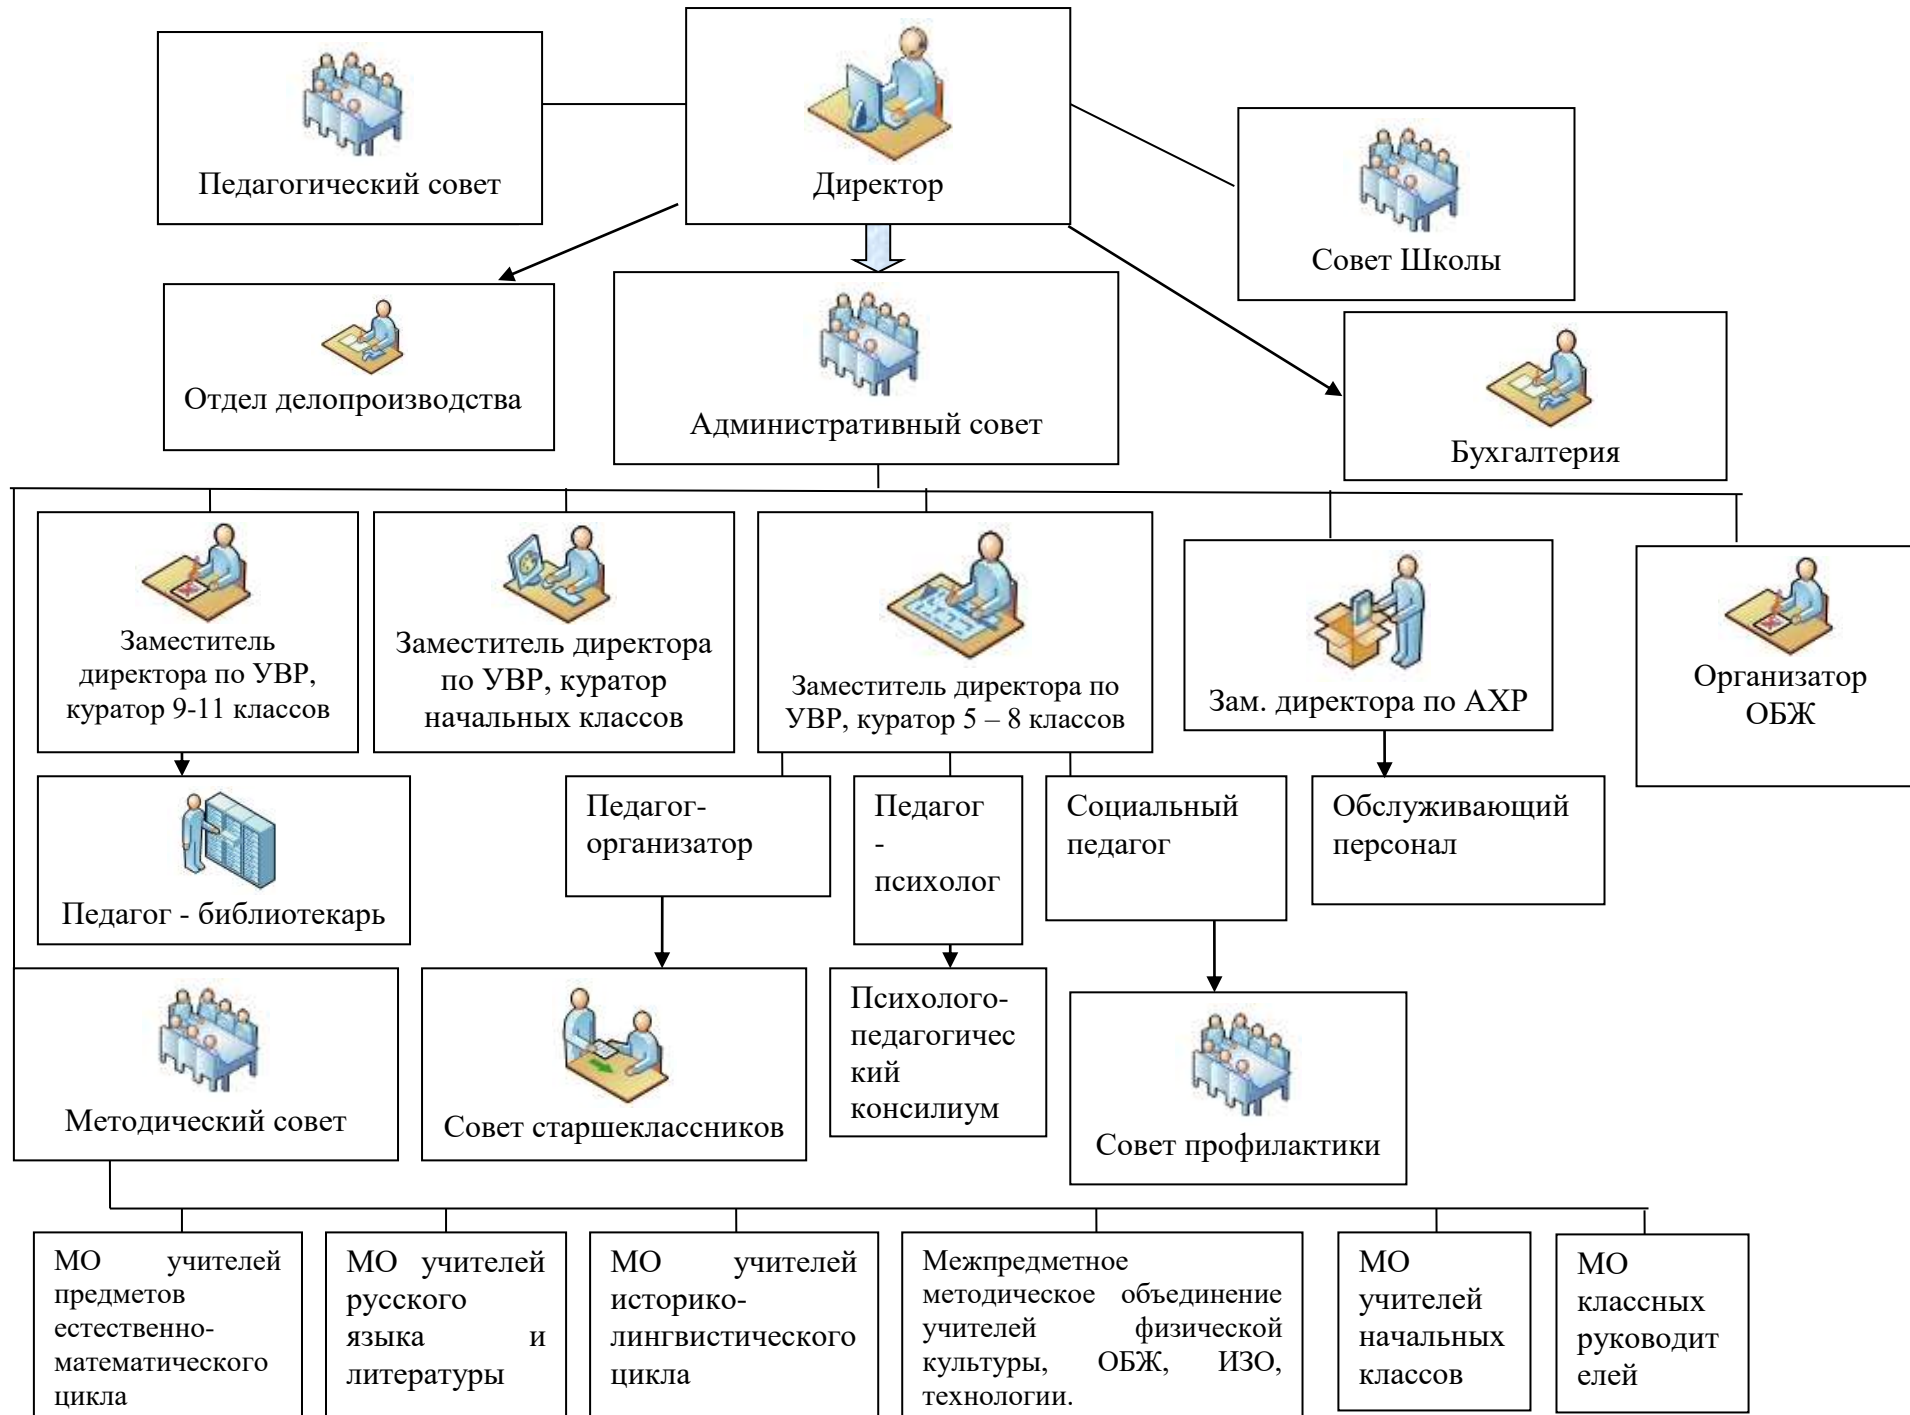 Педагогический совет
Директор
Совет Школы
Отдел делопроизводства
Административный совет
Бухгалтерия
Заместитель
директора по УВР,
куратор 9-11 классов
Заместитель директора
по УВР, куратор
начальных классов
Заместитель директора по
УВР, куратор 5 – 8 классов
Зам. директора по АХР
Организатор
ОБЖ
Педагог - библиотекарь
Педагог-
организатор
Педагог
-
психолог
Социальный
педагог
Обслуживающий
персонал
Методический совет
Совет старшеклассников
Психолого-
педагогичес
кий
консилиум
Совет профилактики
МО учителей
предметов
естественно-
математического
цикла
МО учителей
русского
языка и
литературы
МО учителей
историко-
лингвистического
цикла
Межпредметное
методическое объединение
учителей физической
культуры, ОБЖ, ИЗО,
технологии.
МО
учителей
начальных
классов
МО
классных
руководит
елей